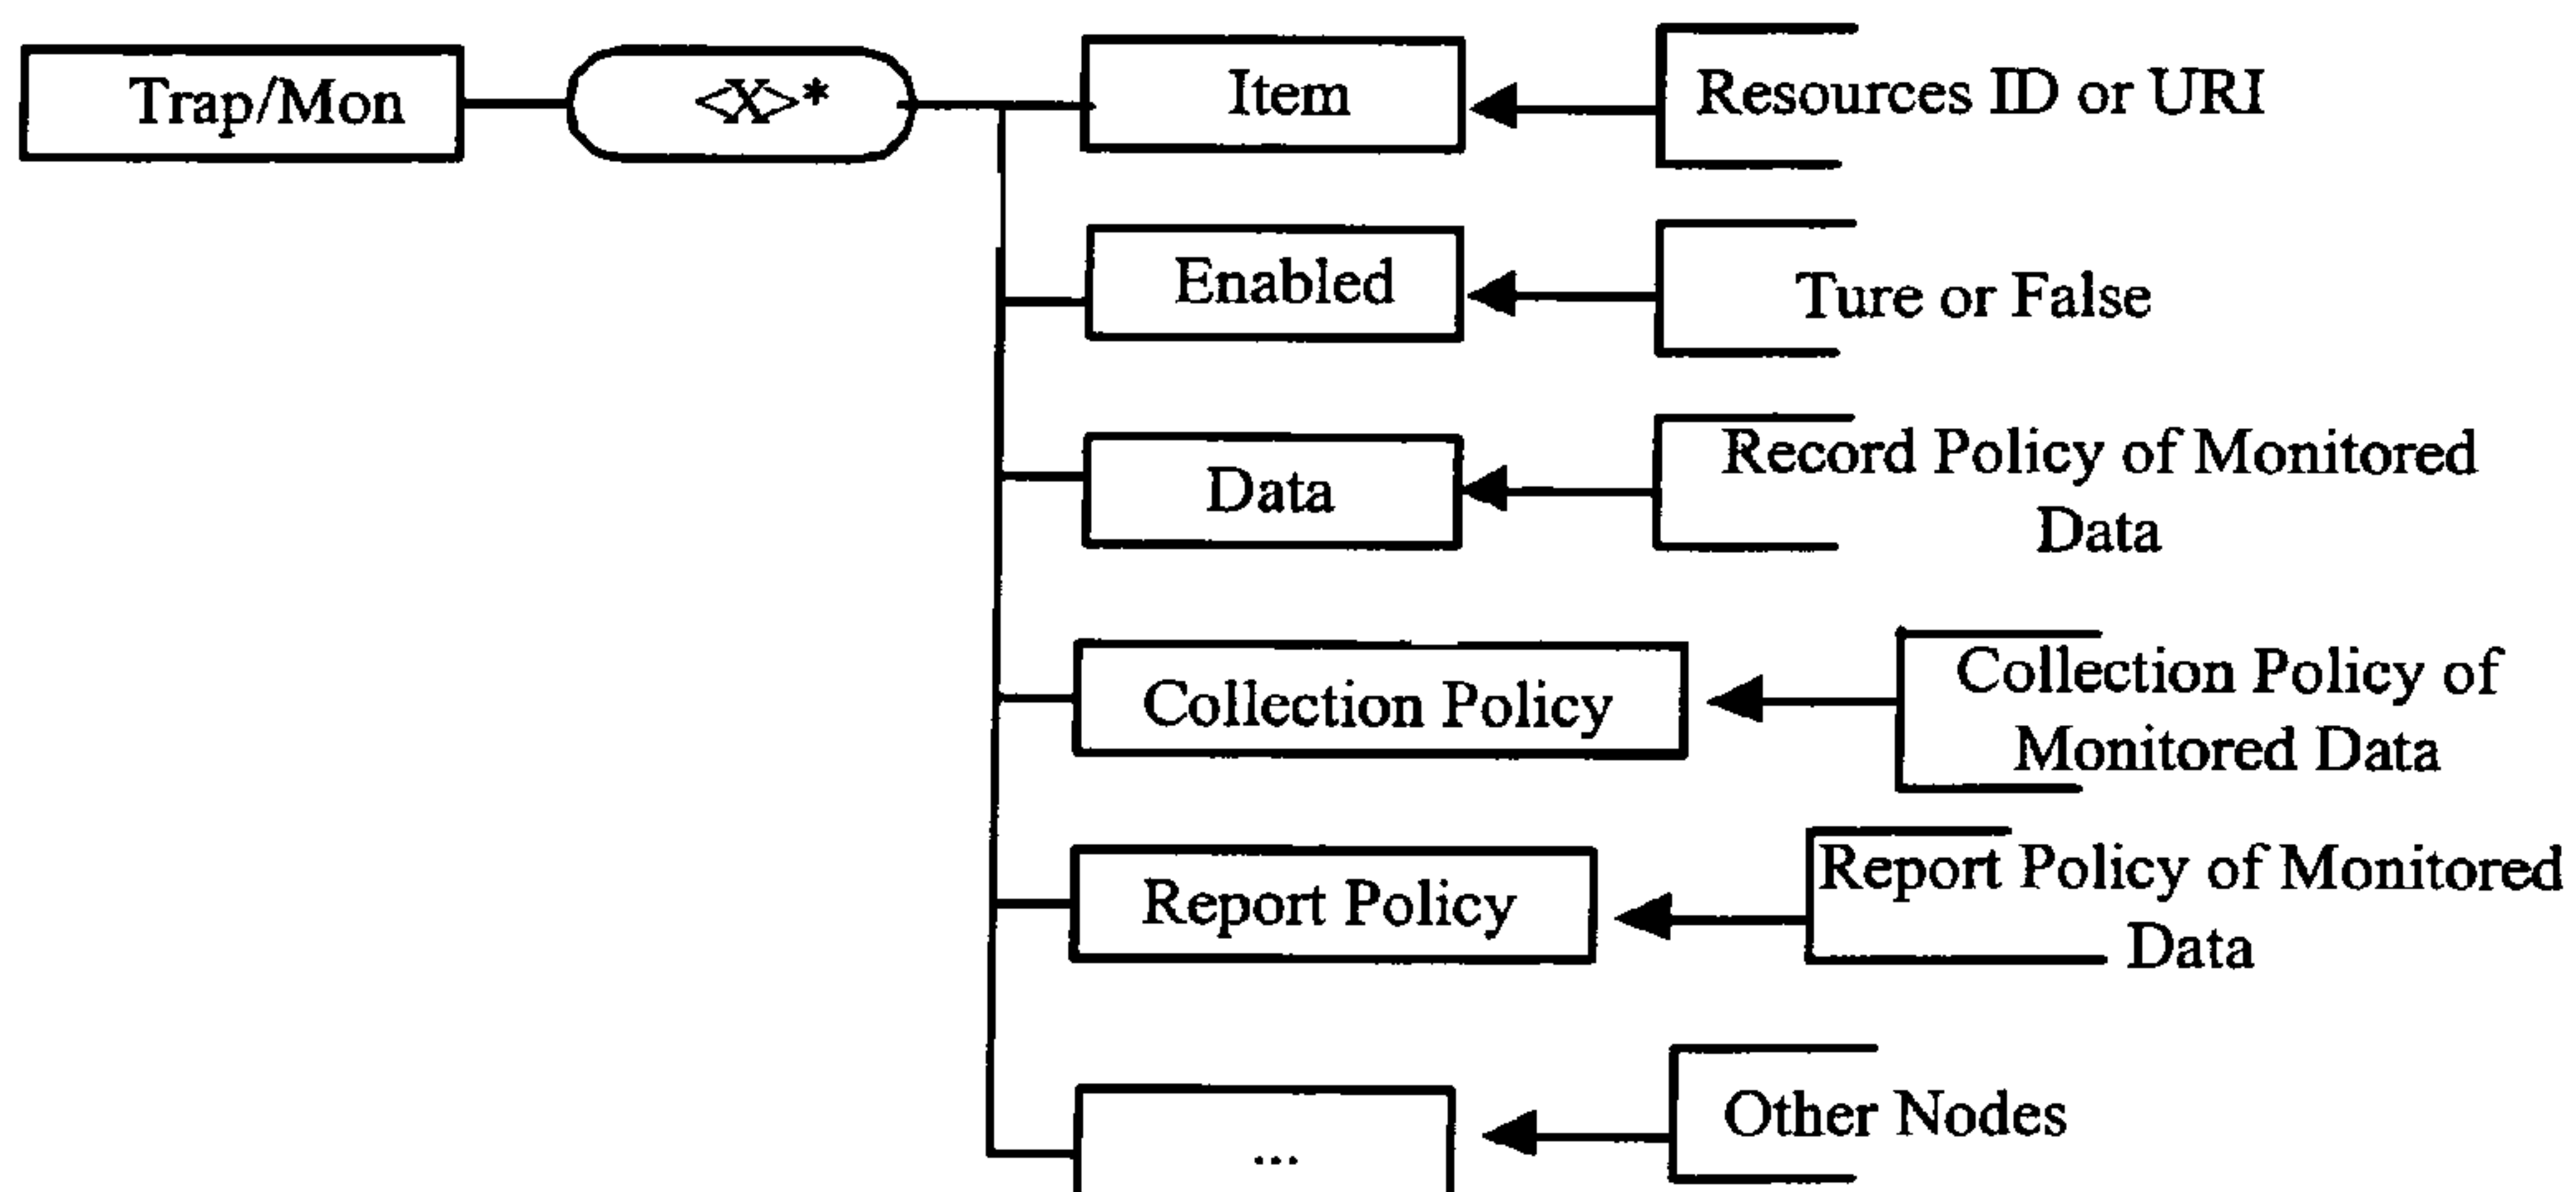 Trap/Mon
<X>*
Item
Resources ID or URI
Enabled
Ture or False
Data
Record Policy of Monitored
Data
Collection Policy
Collection Policy of
Monitored Data
Report Policy
Report Policy of Monitored
Data
...
Other Nodes